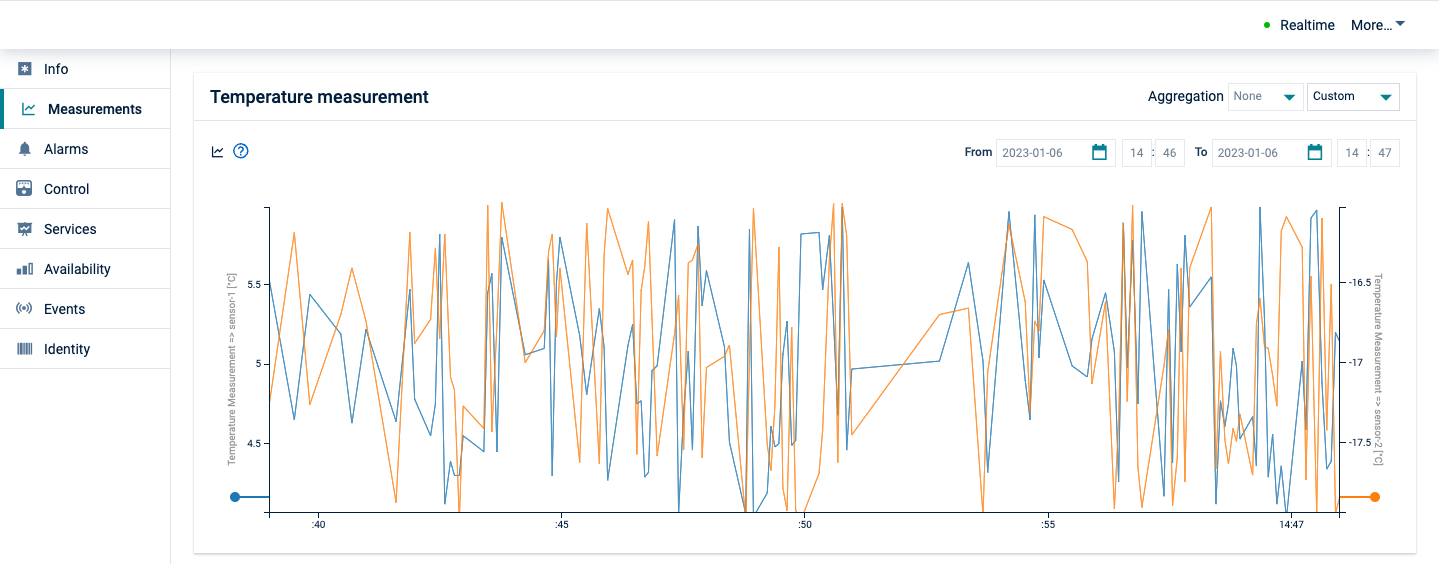 Realtime More...
Info
Measurements
Alarms
Control
Services
Availability
Events
Identity
Temperature measurement
Aggregation None Custom
From 2023-01-06 14 : 46 To 2023-01-06 14 : 47
Temperature Measurement => sensor-1 [°C]
5.5
5
4.5
:40 :45 :50 :55 14:47
-16.5
-17
-17.5
Temperature Measurement => sensor-2 [°C]